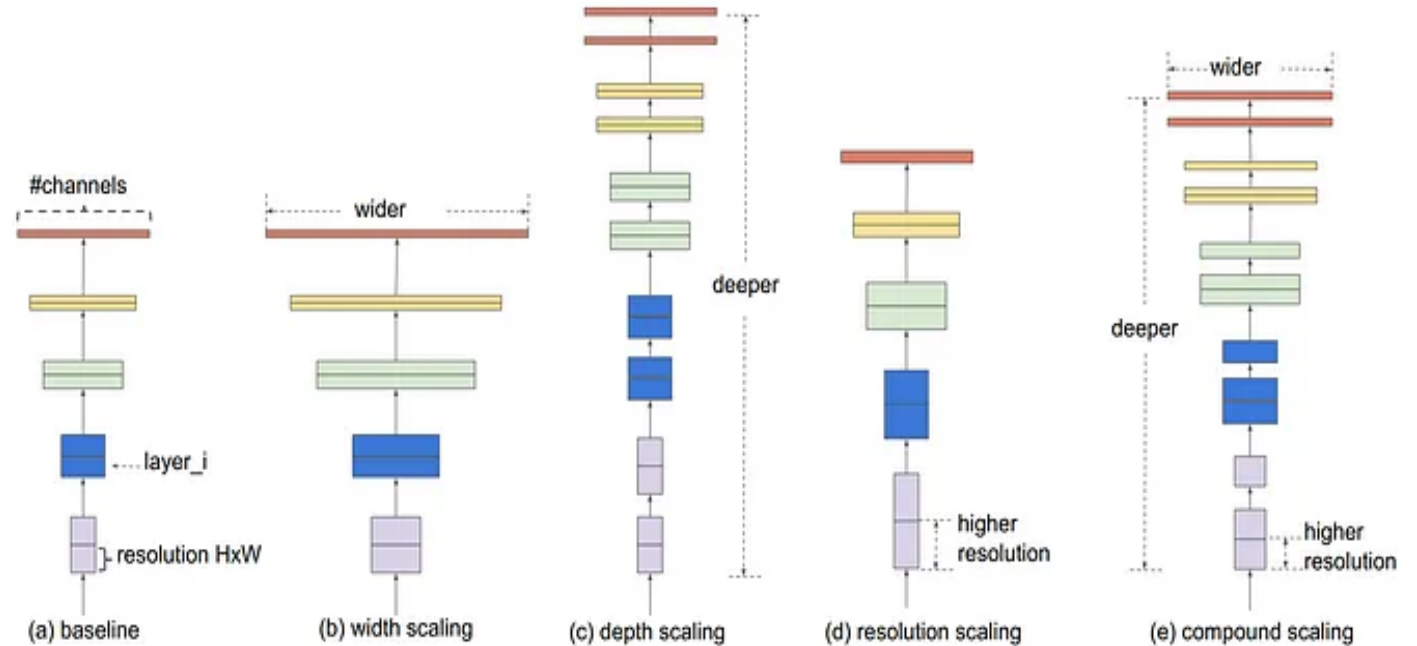 #channels
layer_i
resolution HxW
(a) baseline
wider
(b) width scaling
deeper
(c) depth scaling
higher
resolution
(d) resolution scaling
wider
deeper
higher
resolution
(e) compound scaling